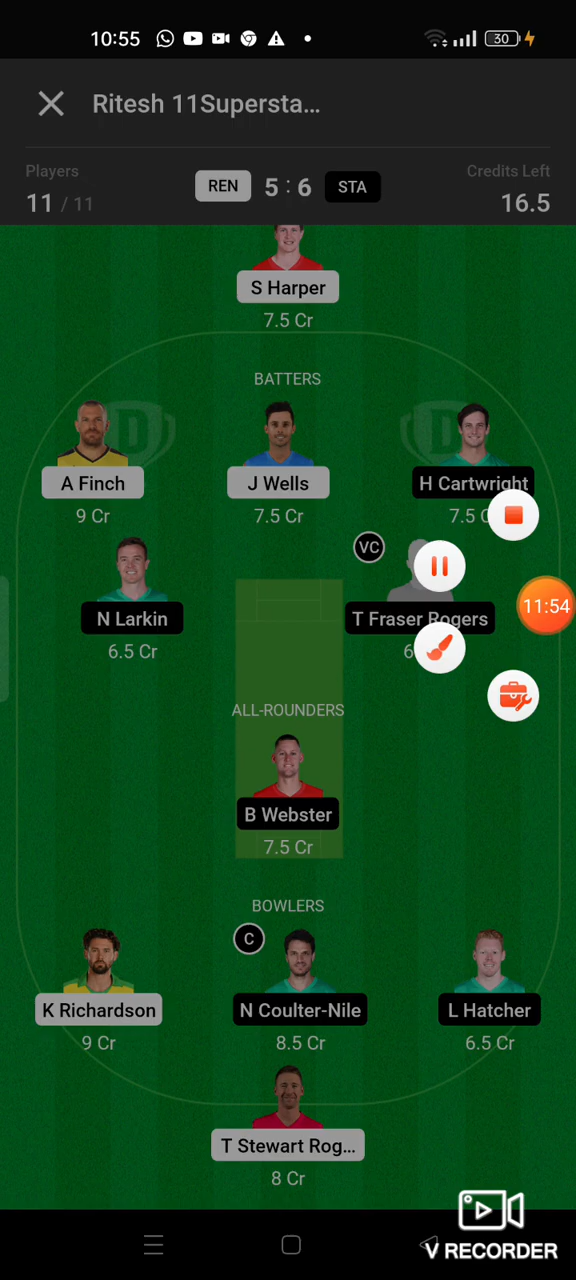 10:55
30
Ritesh 11Supersta...
Players
Credits Left
11 / 11
REN 5 : 6 STA
16.5
S Harper
7.5 Cr
BATTERS
A Finch
J Wells
H Cartwright
9 Cr
7.5 Cr
7.5 C
VC
N Larkin
T Fraser Rogers
11:54
6.5 Cr
6
ALL-ROUNDERS
B Webster
7.5 Cr
BOWLERS
C
K Richardson
N Coulter-Nile
L Hatcher
9 Cr
8.5 Cr
6.5 Cr
T Stewart Rog...
8 Cr
V RECORDER